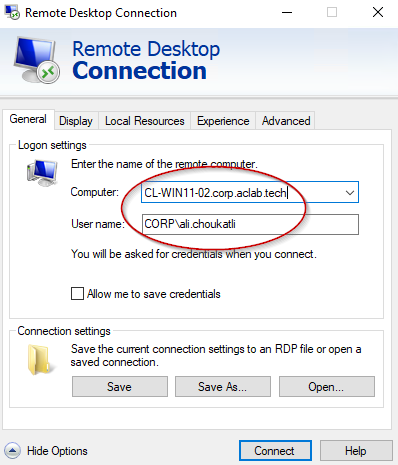 Remote Desktop Connection
Remote Desktop
Connection
General Display Local Resources Experience Advanced
Logon settings
Enter the name of the remote computer.
Computer: CL-WIN11-02.corp.aclab.tech
User name: CORP\ali.choukatli
You will be asked for credentials when you connect.
Allow me to save credentials
Connection settings
Save the current connection settings to an RDP file or open a
saved connection.
Save Save As... Open...
Hide Options Connect Help